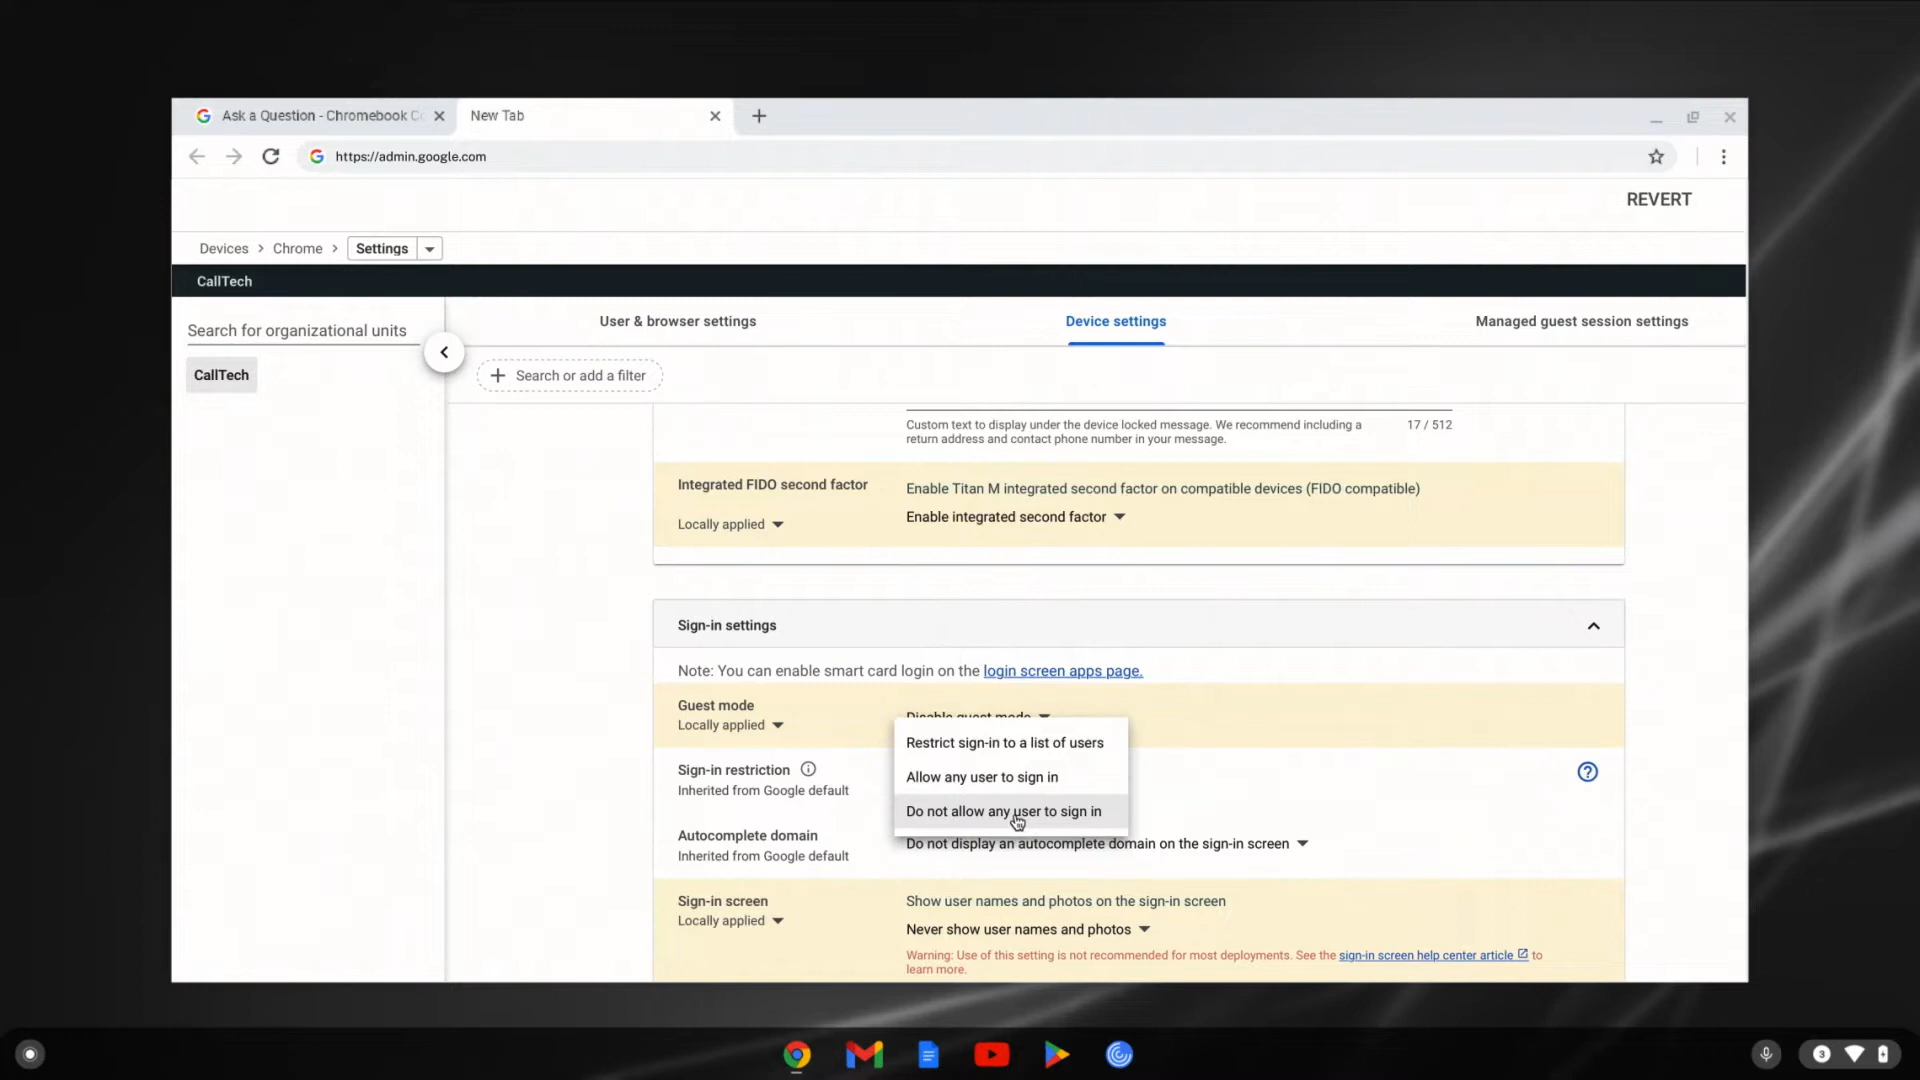 Ask a Question - Chromebook C
New Tab
https://admin.google.com
REVERT
Devices > Chrome > Settings
CallTech
Search for organizational units
CallTech
User & browser settings
Device settings
Managed guest session settings
Search or add a filter
Custom text to display under the device locked message. We recommend including a
return address and contact phone number in your message.
17 / 512
Integrated FIDO second factor
Locally applied
Enable Titan M integrated second factor on compatible devices (FIDO compatible)
Enable integrated second factor
Sign-in settings
Note: You can enable smart card login on the login screen apps page.
Guest mode
Locally applied
Disable guest mode
Restrict sign-in to a list of users
Allow any user to sign in
Do not allow any user to sign in
Sign-in restriction
Inherited from Google default
Autocomplete domain
Inherited from Google default
Do not display an autocomplete domain on the sign-in screen
Sign-in screen
Locally applied
Show user names and photos on the sign-in screen
Never show user names and photos
Warning: Use of this setting is not recommended for most deployments. See the sign-in screen help center article to
learn more.
3